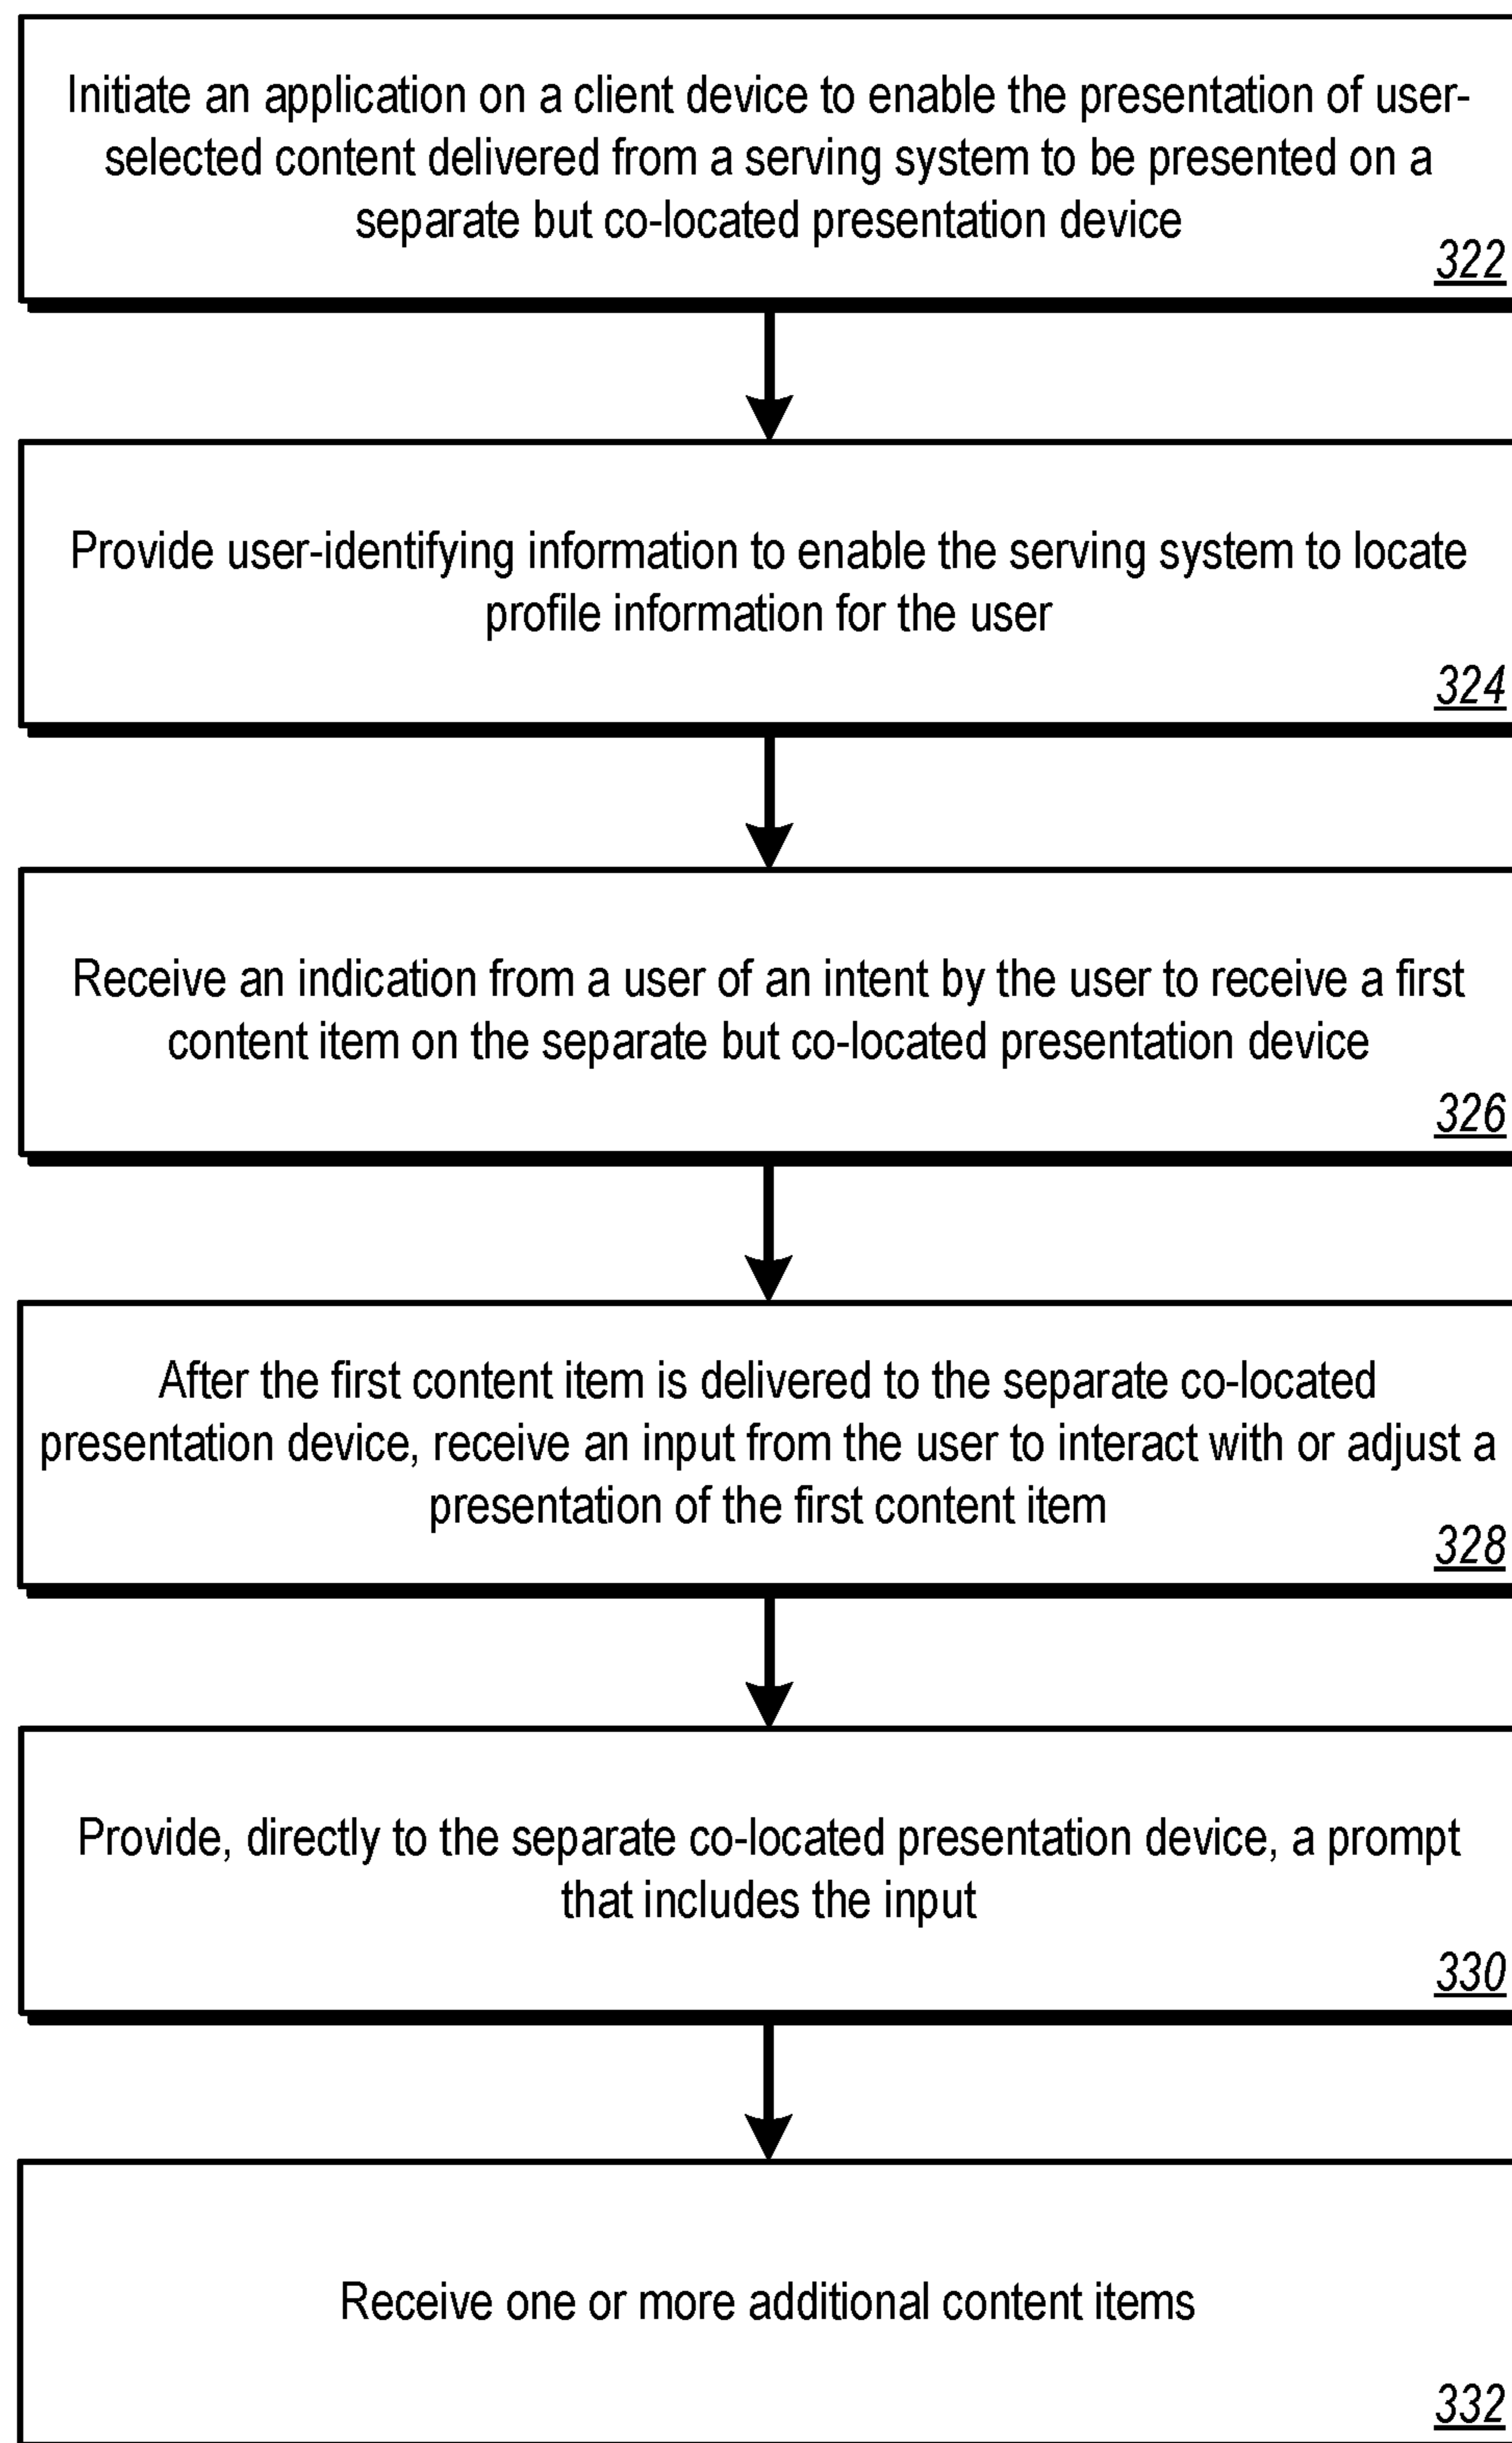 Initiate an application on a client device to enable the presentation of user-
selected content delivered from a serving system to be presented on a
separate but co-located presentation device
322
Provide user-identifying information to enable the serving system to locate
profile information for the user
324
Receive an indication from a user of an intent by the user to receive a first
content item on the separate but co-located presentation device
326
After the first content item is delivered to the separate co-located
presentation device, receive an input from the user to interact with or adjust a
presentation of the first content item
328
Provide, directly to the separate co-located presentation device, a prompt
that includes the input
330
Receive one or more additional content items
332